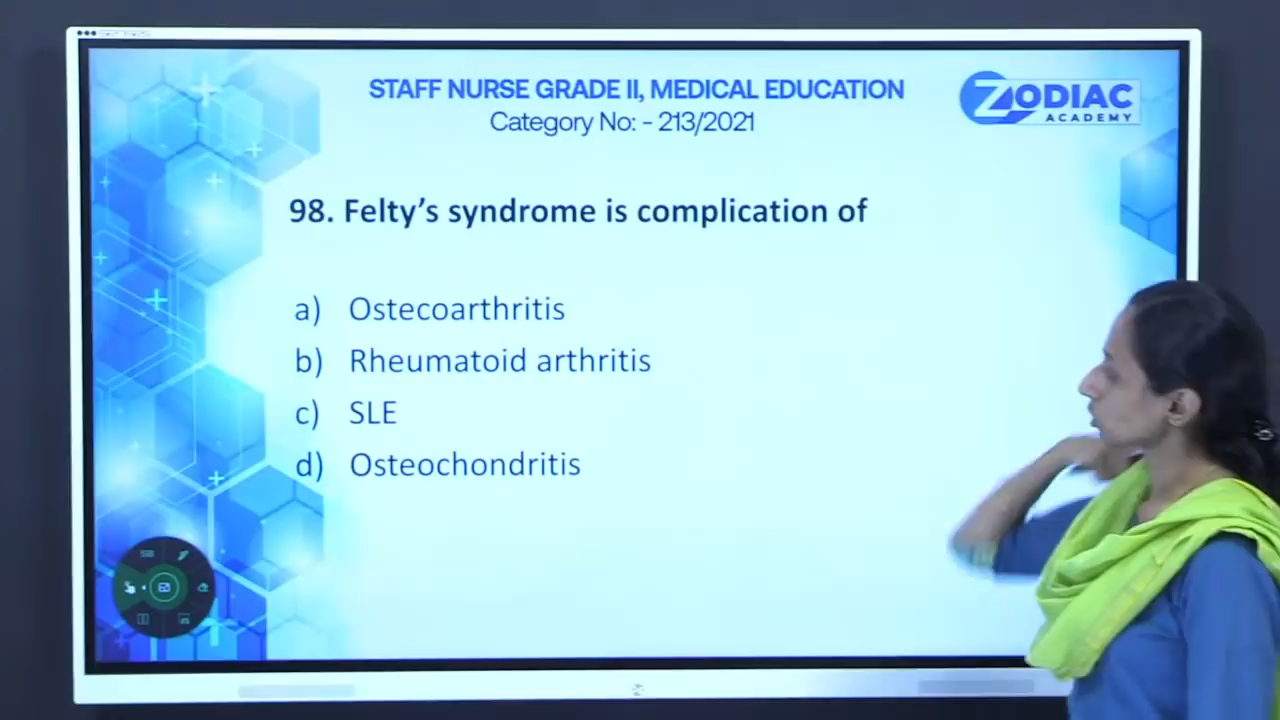 STAFF NURSE GRADE II, MEDICAL EDUCATION
Category No: - 213/2021
ZODIAC
ACADEMY
98. Felty's syndrome is complication of
a) Ostecoarthritis
b) Rheumatoid arthritis
c) SLE
d) Osteochondritis